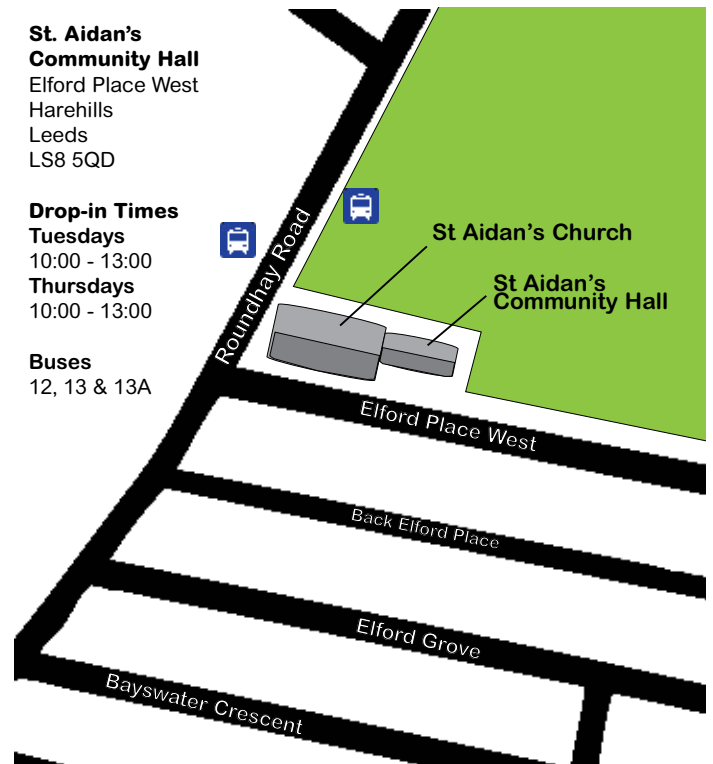 St. Aidan's
Community Hall
Elford Place West
Harehills
Leeds
LS8 5QD
Drop-in Times
Tuesdays
10:00 - 13:00
Thursdays
10:00 - 13:00
Buses
12, 13 & 13A
Roundhay Road
St Aidan's Church
St Aidan's
Community Hall
Elford Place West
Back Elford Place
Elford Grove
Bayswater Crescent